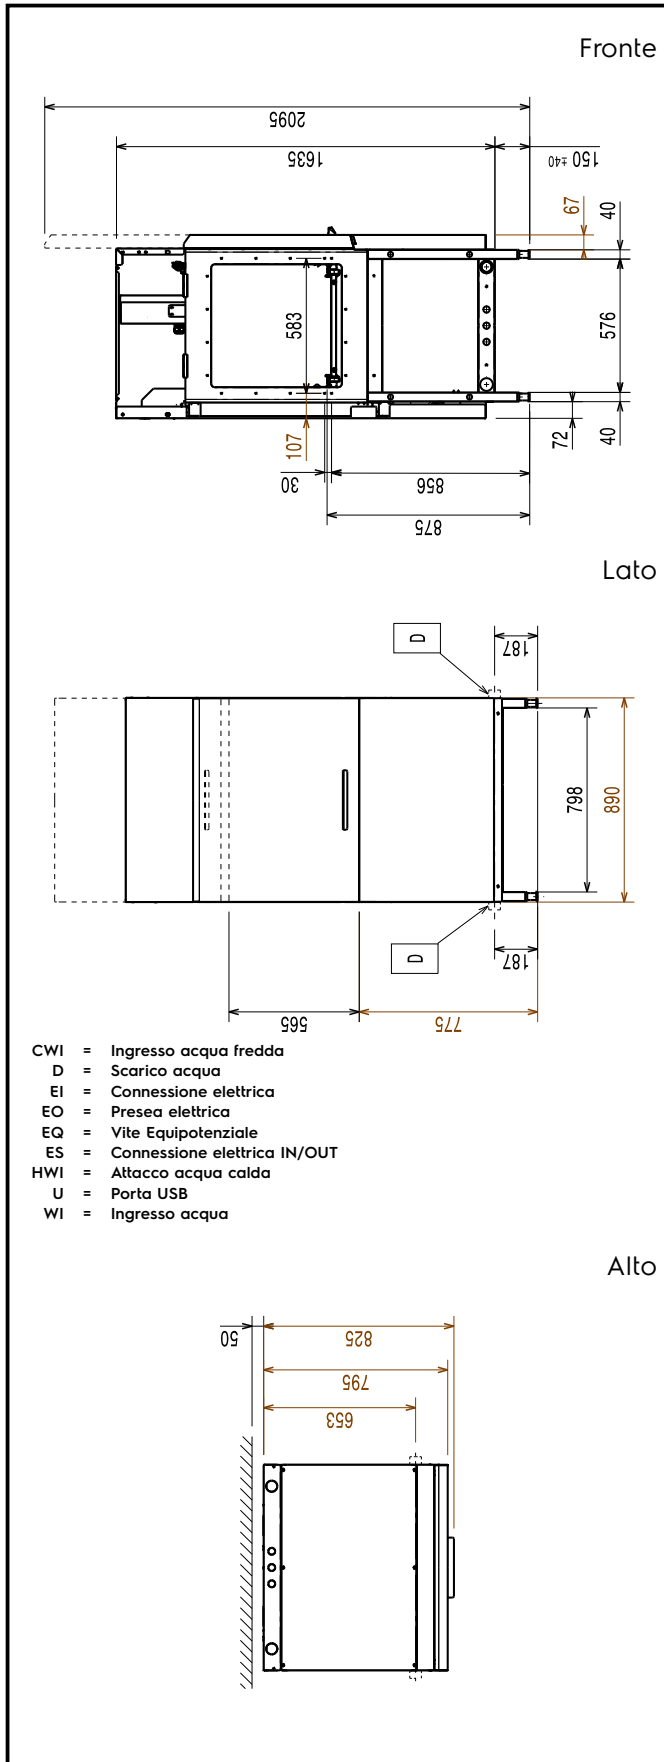 Fronte
2095
1635
150 ±40
67
40
583
576
107
72
40
30
856
875
Lato
D
187
798
890
D
187
565
775
CWI = Ingresso acqua fredda
D = Scarico acqua
EI = Connessione elettrica
EO = Presea elettrica
EQ = Vite Equipotenziale
ES = Connessione elettrica IN/OUT
HWI = Attacco acqua calda
U = Porta USB
WI = Ingresso acqua
Alto
50
825
795
653